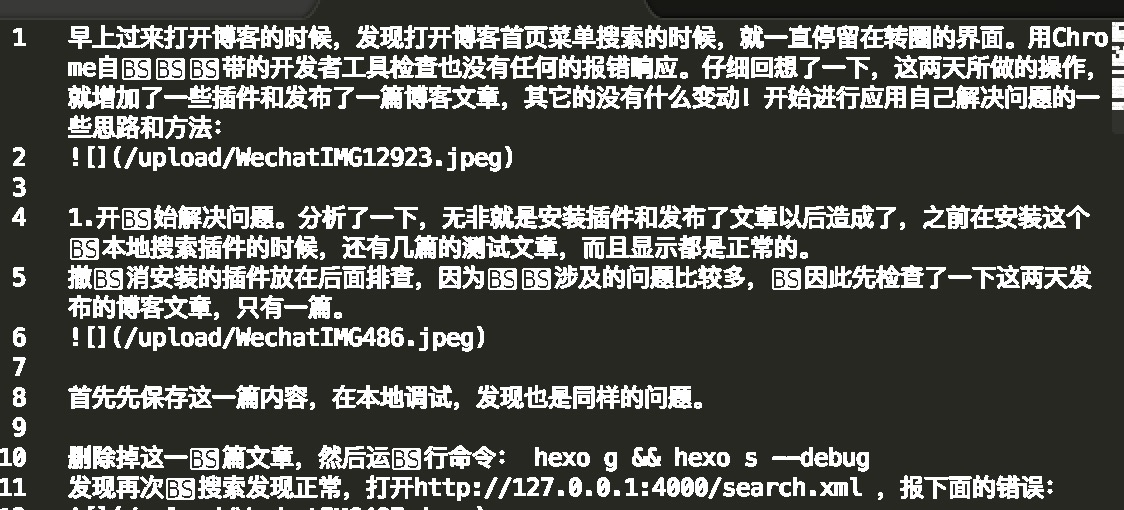 1 早上过来打开博客的时候，发现打开博客首页菜单搜索的时候，就一直停留在转圈的界面。用Chro
me自BSBSBS带的开发者工具检查也没有任何的报错响应。仔细回想了一下，这两天所做的操作，
就增加了一些插件和发布了一篇博客文章，其它的没有什么变动！开始进行应用自己解决问题的一
些思路和方法：
2 ![](/upload/WechatIMG12923.jpeg)
3
4 1.开BS始解决问题。分析了一下，无非就是安装插件和发布了文章以后造成了，之前在安装这个
BS本地搜索插件的时候，还有几篇的测试文章，而且显示都是正常的。
5 撤BS消安装的插件放在后面排查，因为BSBS涉及的问题比较多，BS因此先检查了一下这两天发
布的博客文章，只有一篇。
6 ![](/upload/WechatIMG486.jpeg)
7
8 首先先保存这一篇内容，在本地调试，发现也是同样的问题。
9
10 删除掉这一BS篇文章，然后运BS行命令： hexo g && hexo s --debug
11 发现再次BS搜索发现正常，打开http://127.0.0.1:4000/search.xml ，报下面的错误：